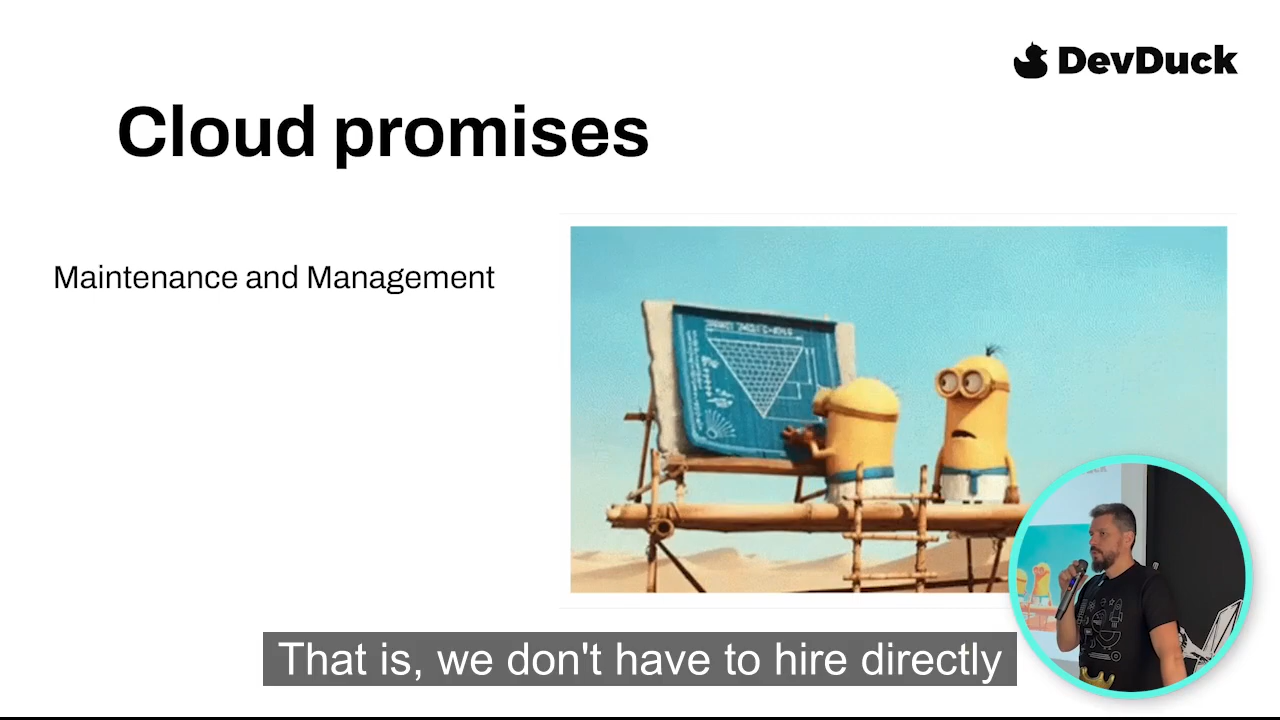 DevDuck
Cloud promises
Maintenance and Management
That is, we don't have to hire directly